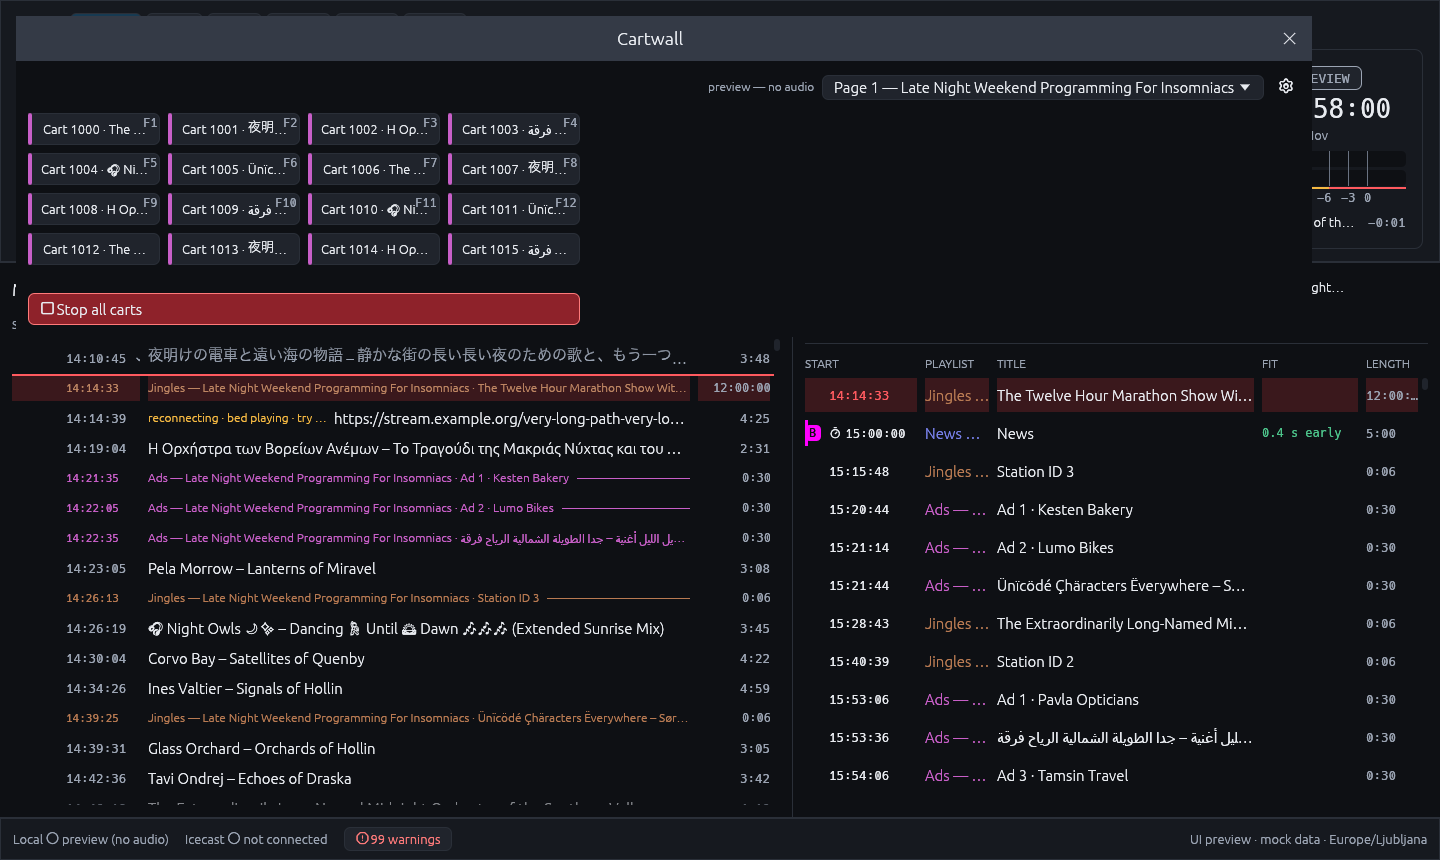 Cartwall
preview — no audio
Page 1 — Late Night Weekend Programming For Insomniacs
Cart 1000 · The … F1
Cart 1001 · 夜明… F2
Cart 1002 · H Op… F3
Cart 1003 · فرقة … F4
Cart 1004 · 🎧 Ni… F5
Cart 1005 · Ünïc… F6
Cart 1006 · The … F7
Cart 1007 · 夜明… F8
Cart 1008 · H Op… F9
Cart 1009 · فرقة … F10
Cart 1010 · 🎧 Ni… F11
Cart 1011 · Ünïc… F12
Cart 1012 · The …
Cart 1013 · 夜明…
Cart 1014 · H Op…
Cart 1015 · فرقة …
Stop all carts
EVIEW
58:00
−6 −3 0
of th… −0:01
ght…
14:10:45 夜明けの電車と遠い海の物語 – 静かな街の長い長い夜のための歌と、もう一つ… 3:48
14:14:33 Jingles — Late Night Weekend Programming For Insomniacs · The Twelve Hour Marathon Show Wit… 12:00:00
14:14:39 reconnecting · bed playing · try … https://stream.example.org/very-long-path-very-lo… 4:25
14:19:04 Η Ορχήστρα των Βορείων Ανέμων – Το Τραγούδι της Μακριάς Νύχτας και του … 2:31
14:21:35 Ads — Late Night Weekend Programming For Insomniacs · Ad 1 · Kesten Bakery 0:30
14:22:05 Ads — Late Night Weekend Programming For Insomniacs · Ad 2 · Lumo Bikes 0:30
14:22:35 Ads — Late Night Weekend Programming For Insomniacs · فرقة الرياح الشمالية الطويلة جدا – أغنية الليل … 0:30
14:23:05 Pela Morrow – Lanterns of Miravel 3:08
14:26:13 Jingles — Late Night Weekend Programming For Insomniacs · Station ID 3 0:06
14:26:19 🎧 Night Owls 🌙✨ – Dancing 💃 Until 🌅 Dawn 🎶🎶🎶 (Extended Sunrise Mix) 3:45
14:30:04 Corvo Bay – Satellites of Quenby 4:22
14:34:26 Ines Valtier – Signals of Hollin 4:59
14:39:25 Jingles — Late Night Weekend Programming For Insomniacs · Ünïcödé Çhäracters Ëverywhere – Sør… 0:06
14:39:31 Glass Orchard – Orchards of Hollin 3:05
14:42:36 Tavi Ondrej – Echoes of Draska 3:42
START PLAYLIST TITLE FIT LENGTH
14:14:33 Jingles … The Twelve Hour Marathon Show Wi… 12:00:…
B 15:00:00 News … News 0.4 s early 5:00
15:15:48 Jingles … Station ID 3 0:06
15:20:44 Ads — … Ad 1 · Kesten Bakery 0:30
15:21:14 Ads — … Ad 2 · Lumo Bikes 0:30
15:21:44 Ads — … Ünïcödé Çhäracters Ëverywhere – S… 0:30
15:28:43 Jingles … The Extraordinarily Long-Named Mi… 0:06
15:40:39 Jingles … Station ID 2 0:06
15:53:06 Ads — … Ad 1 · Pavla Opticians 0:30
15:53:36 Ads — … فرقة الرياح الشمالية الطويلة جدا – أغنية الليل… 0:30
15:54:06 Ads — … Ad 3 · Tamsin Travel 0:30
Local preview (no audio) Icecast not connected 99 warnings
UI preview · mock data · Europe/Ljubljana